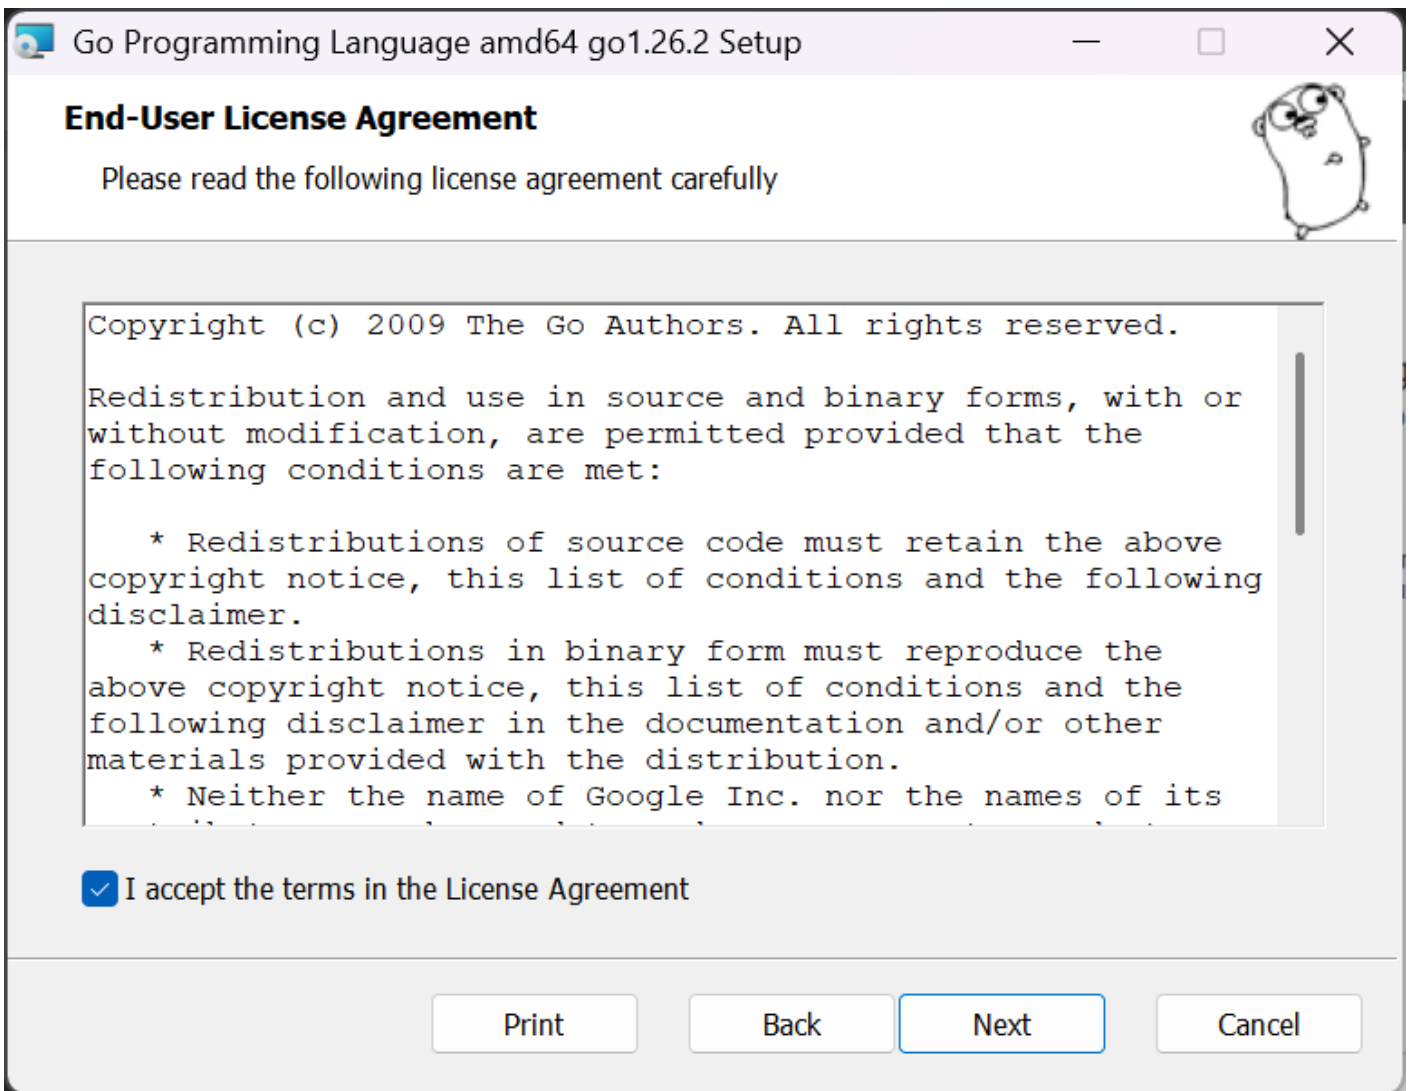 Go Programming Language amd64 go1.26.2 Setup
End-User License Agreement
Please read the following license agreement carefully
Copyright (c) 2009 The Go Authors. All rights reserved.
Redistribution and use in source and binary forms, with or
without modification, are permitted provided that the
following conditions are met:
* Redistributions of source code must retain the above
copyright notice, this list of conditions and the following
disclaimer.
* Redistributions in binary form must reproduce the
above copyright notice, this list of conditions and the
following disclaimer in the documentation and/or other
materials provided with the distribution.
* Neither the name of Google Inc. nor the names of its
I accept the terms in the License Agreement
Print
Back
Next
Cancel